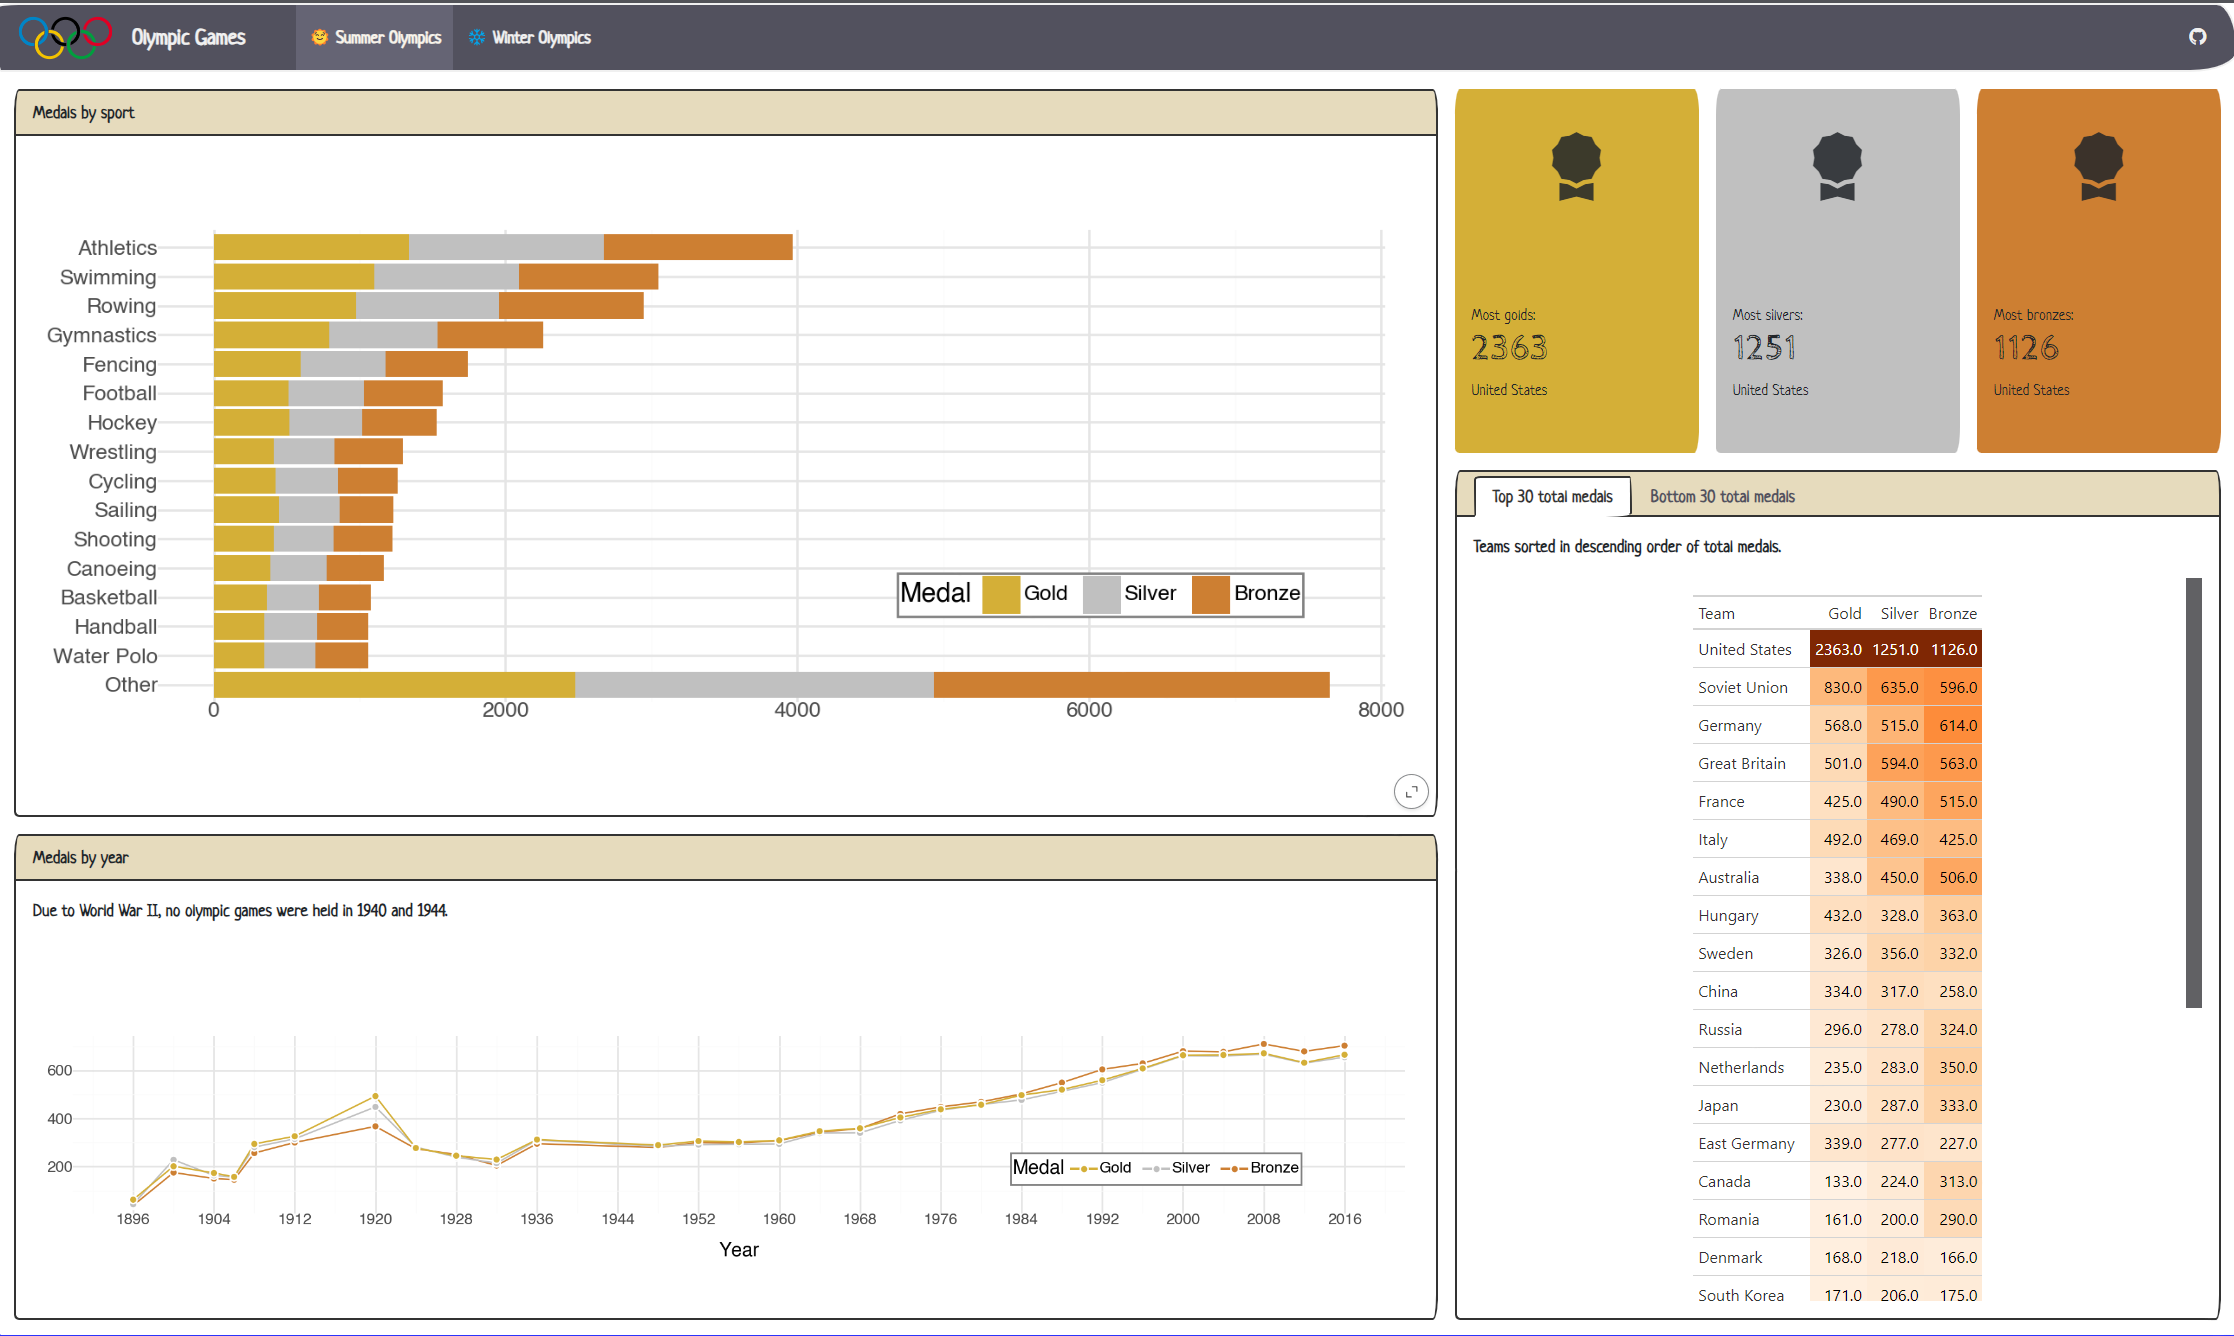 Olympic Games
🌞 Summer Olympics
❄️ Winter Olympics
Medals by sport
Athletics
Swimming
Rowing
Gymnastics
Fencing
Football
Hockey
Wrestling
Cycling
Sailing
Shooting
Canoeing
Basketball
Handball
Water Polo
Other
0 2000 4000 6000 8000
Medal Gold Silver Bronze
Medals by year
Due to World War II, no olympic games were held in 1940 and 1944.
600
400
200
1896 1904 1912 1920 1928 1936 1944 1952 1960 1968 1976 1984 1992 2000 2008 2016
Year
Medal Gold Silver Bronze
Most golds:
2363
United States
Most silvers:
1251
United States
Most bronzes:
1126
United States
Top 30 total medals
Bottom 30 total medals
Teams sorted in descending order of total medals.
Team Gold Silver Bronze
United States 2363.0 1251.0 1126.0
Soviet Union 830.0 635.0 596.0
Germany 568.0 515.0 614.0
Great Britain 501.0 594.0 563.0
France 425.0 490.0 515.0
Italy 492.0 469.0 425.0
Australia 338.0 450.0 506.0
Hungary 432.0 328.0 363.0
Sweden 326.0 356.0 332.0
China 334.0 317.0 258.0
Russia 296.0 278.0 324.0
Netherlands 235.0 283.0 350.0
Japan 230.0 287.0 333.0
East Germany 339.0 277.0 227.0
Canada 133.0 224.0 313.0
Romania 161.0 200.0 290.0
Denmark 168.0 218.0 166.0
South Korea 171.0 206.0 175.0